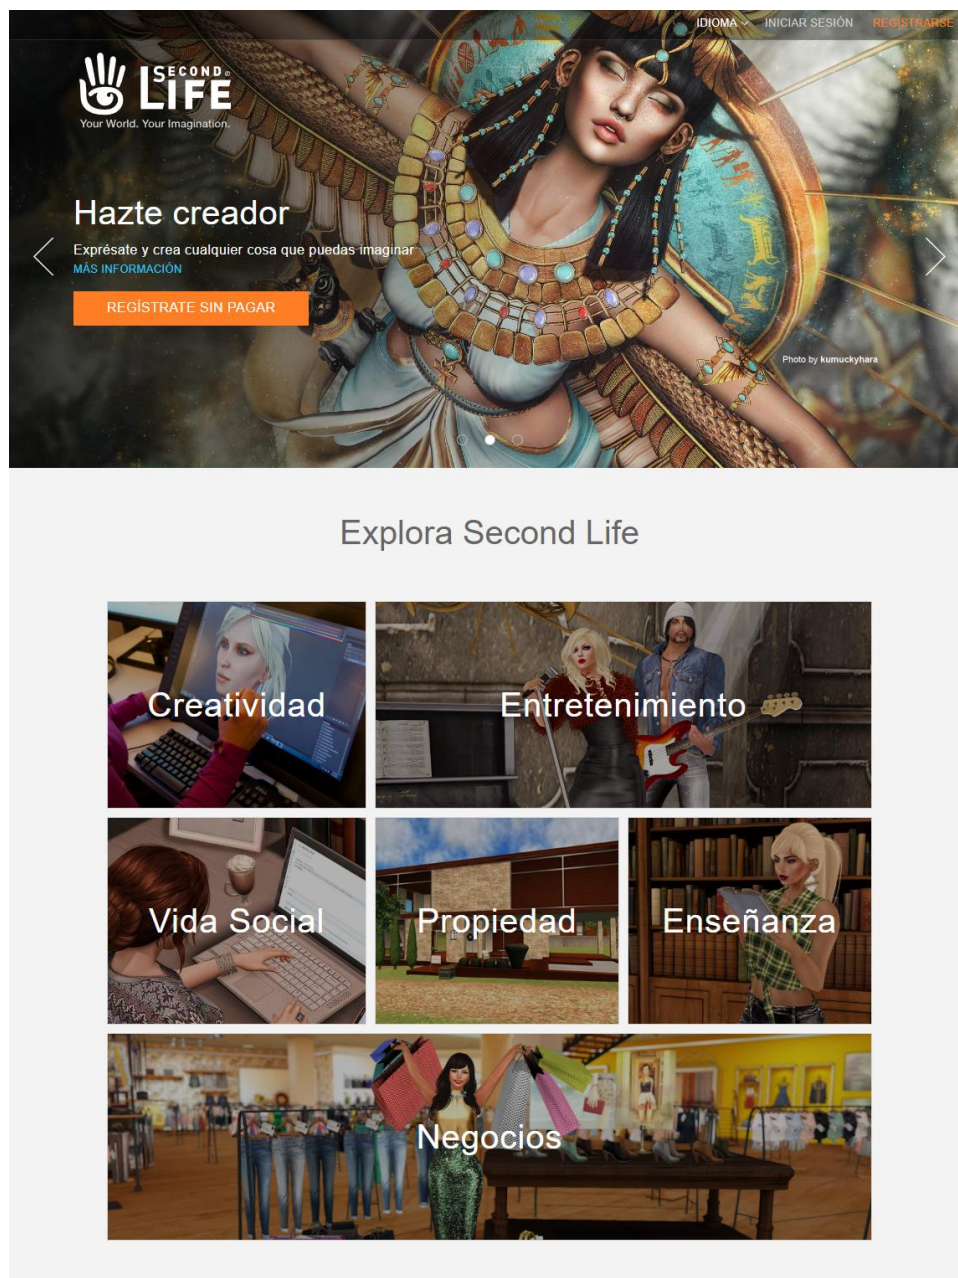 IDIOMA
INICIAR SESIÓN
REGISTRARSE
SECOND
LIFE
Your World. Your Imagination.
Hazte creador
Exprésate y crea cualquier cosa que puedas imaginar
MÁS INFORMACIÓN
REGÍSTRATE SIN PAGAR
Photo by kumuckyhara
Explora Second Life
Creatividad
Entretenimiento
Vida Social
Propiedad
Enseñanza
Negocios